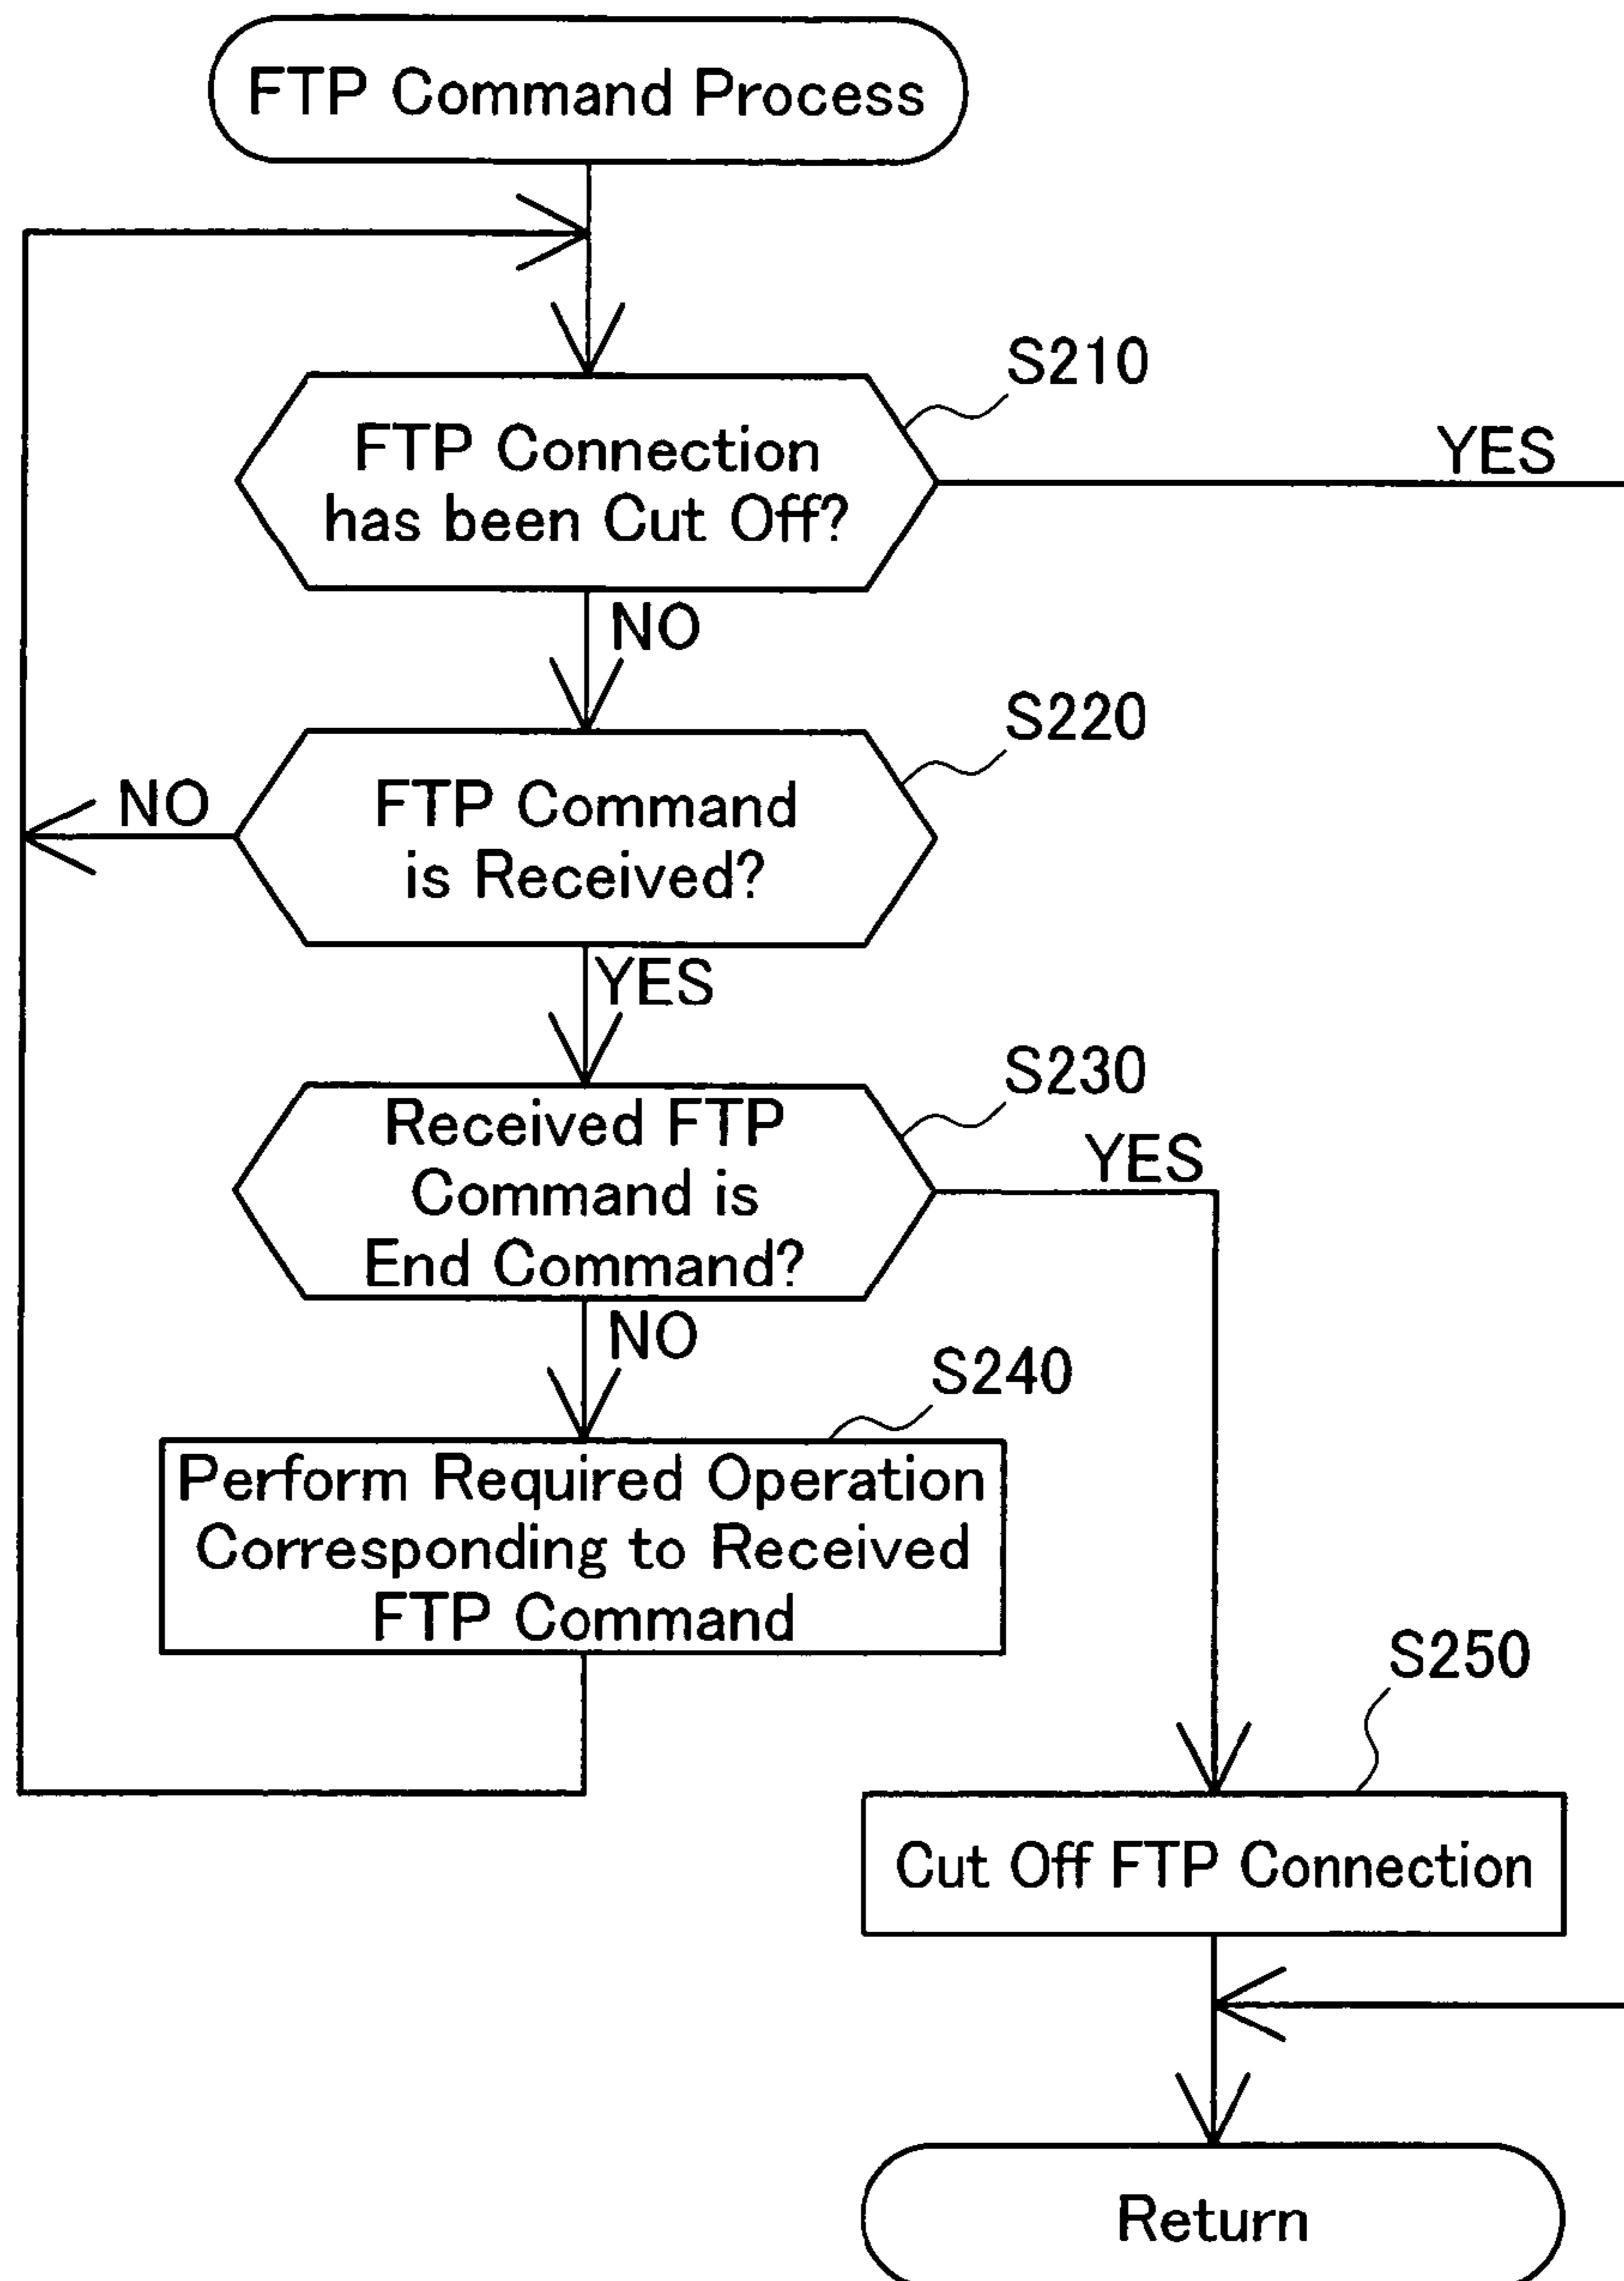 FTP Command Process
S210
FTP Connection
has been Cut Off?
YES
NO
S220
FTP Command
is Received?
NO
YES
S230
Received FTP
Command is
End Command?
YES
NO
S240
Perform Required Operation
Corresponding to Received
FTP Command
S250
Cut Off FTP Connection
Return